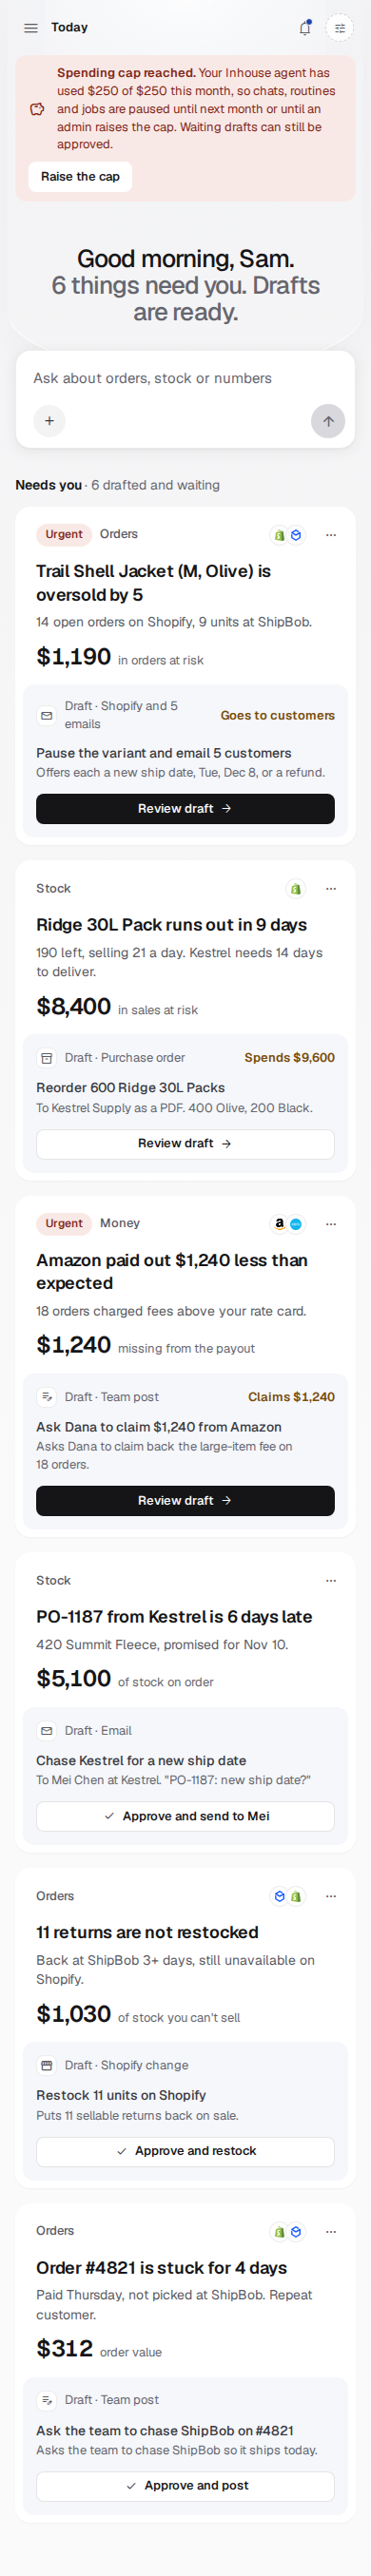 Today
Spending cap reached. Your Inhouse agent has
used $250 of $250 this month, so chats, routines
and jobs are paused until next month or until an
admin raises the cap. Waiting drafts can still be
approved.
Raise the cap
Good morning, Sam.
6 things need you. Drafts
are ready.
Ask about orders, stock or numbers
Needs you · 6 drafted and waiting
Urgent Orders
Trail Shell Jacket (M, Olive) is
oversold by 5
14 open orders on Shopify, 9 units at ShipBob.
$1,190 in orders at risk
Draft · Shopify and 5
emails
Goes to customers
Pause the variant and email 5 customers
Offers each a new ship date, Tue, Dec 8, or a refund.
Review draft →
Stock
Ridge 30L Pack runs out in 9 days
190 left, selling 21 a day. Kestrel needs 14 days
to deliver.
$8,400 in sales at risk
Draft · Purchase order Spends $9,600
Reorder 600 Ridge 30L Packs
To Kestrel Supply as a PDF. 400 Olive, 200 Black.
Review draft →
Urgent Money
Amazon paid out $1,240 less than
expected
18 orders charged fees above your rate card.
$1,240 missing from the payout
Draft · Team post Claims $1,240
Ask Dana to claim $1,240 from Amazon
Asks Dana to claim back the large-item fee on
18 orders.
Review draft →
Stock
PO-1187 from Kestrel is 6 days late
420 Summit Fleece, promised for Nov 10.
$5,100 of stock on order
Draft · Email
Chase Kestrel for a new ship date
To Mei Chen at Kestrel. "PO-1187: new ship date?"
Approve and send to Mei
Orders
11 returns are not restocked
Back at ShipBob 3+ days, still unavailable on
Shopify.
$1,030 of stock you can't sell
Draft · Shopify change
Restock 11 units on Shopify
Puts 11 sellable returns back on sale.
Approve and restock
Orders
Order #4821 is stuck for 4 days
Paid Thursday, not picked at ShipBob. Repeat
customer.
$312 order value
Draft · Team post
Ask the team to chase ShipBob on #4821
Asks the team to chase ShipBob so it ships today.
Approve and post